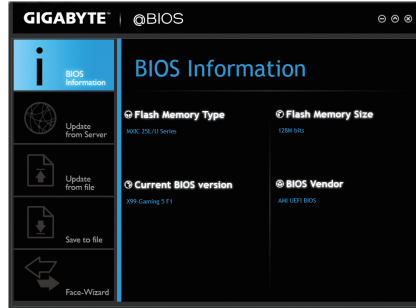 GIGABYTE™ @BIOS
BIOS Information
BIOS
Information
Update
from Server
Update
from file
Save to file
Face-Wizard
Flash Memory Type
MXIC 25L/U Series
Flash Memory Size
128M bits
Current BIOS version
X99-Gaming 5 F1
BIOS Vendor
AMI UEFI BIOS